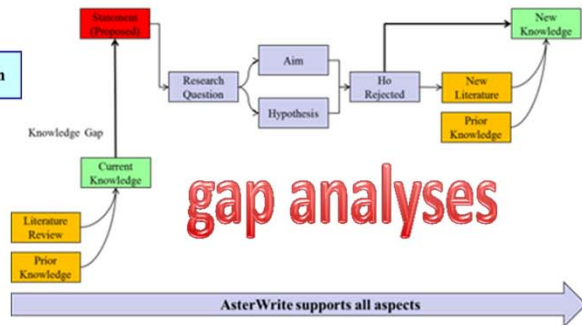 Statement
(Proposed)
New
Knowledge
n
Research
Question
Aim
Hypothesis
Ho
Rejected
New
Literature
Prior
Knowledge
Knowledge Gap
Current
Knowledge
gap analyses
Literature
Review
Prior
Knowledge
AsterWrite supports all aspects